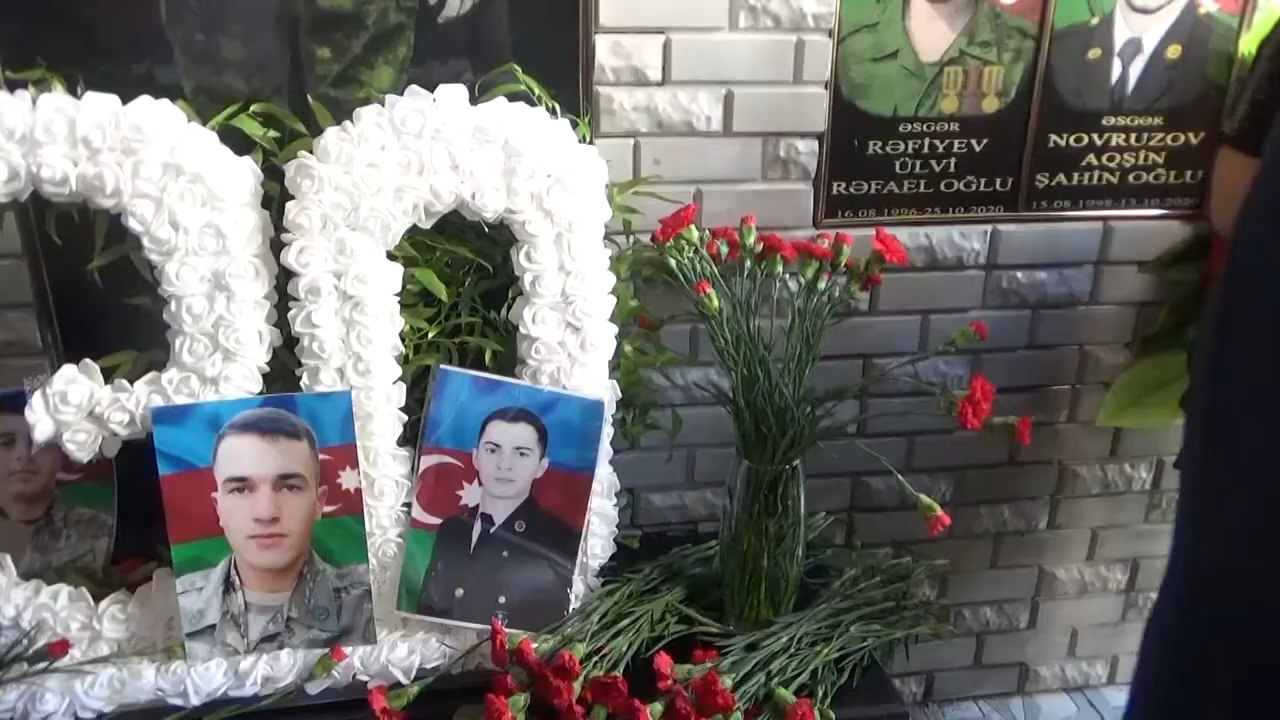 ƏSGƏR
RƏFİYEV
ÜLVİ
RƏFAEL OĞLU
16.08.1996-25.10.2020
ƏSGƏR
NOVRUZOV
AQŞİN
ŞAHİN OĞLU
15.08.1998-13.10.2020